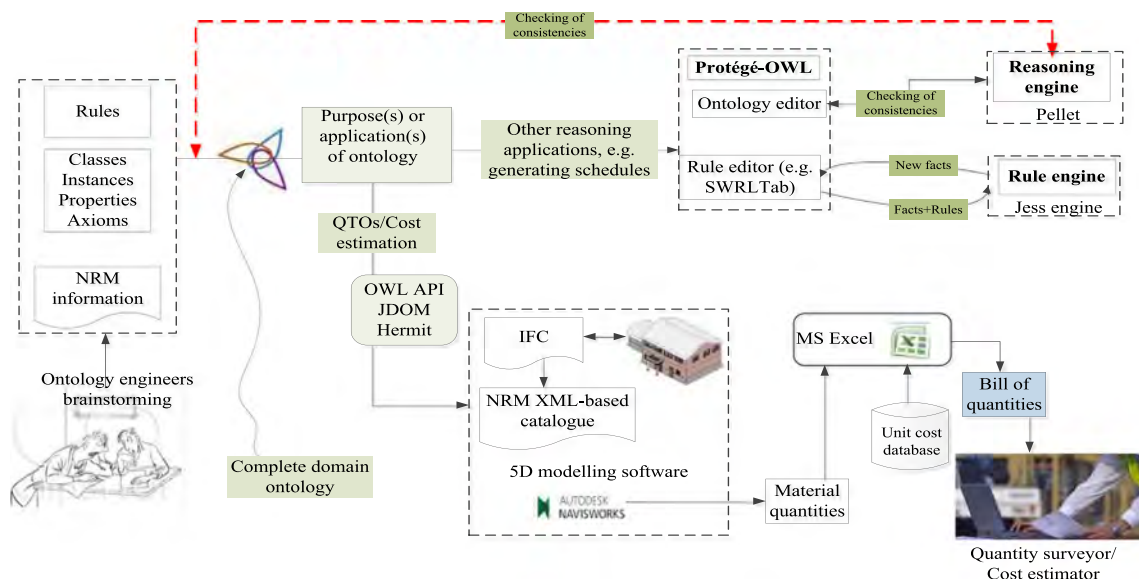 Checking of
consistencies
Rules
Classes
Instances
Properties
Axioms
NRM
information
Ontology engineers
brainstorming
Purpose(s) or
application(s)
of ontology
Other reasoning
applications, e.g.
generating schedules
Protégé-OWL
Ontology editor
Rule editor (e.g.
SWRLTab)
Checking of
consistencies
Reasoning
engine
Pellet
New facts
Facts+Rules
Rule engine
Jess engine
QTOs/Cost
estimation
OWL API
JDOM
Hermit
Complete domain
ontology
IFC
NRM XML-based
catalogue
5D modelling software
AUTODESK
NAVISWORKS
Material
quantities
MS Excel
X
Unit cost
database
Bill of
quantities
Quantity surveyor/
Cost estimator